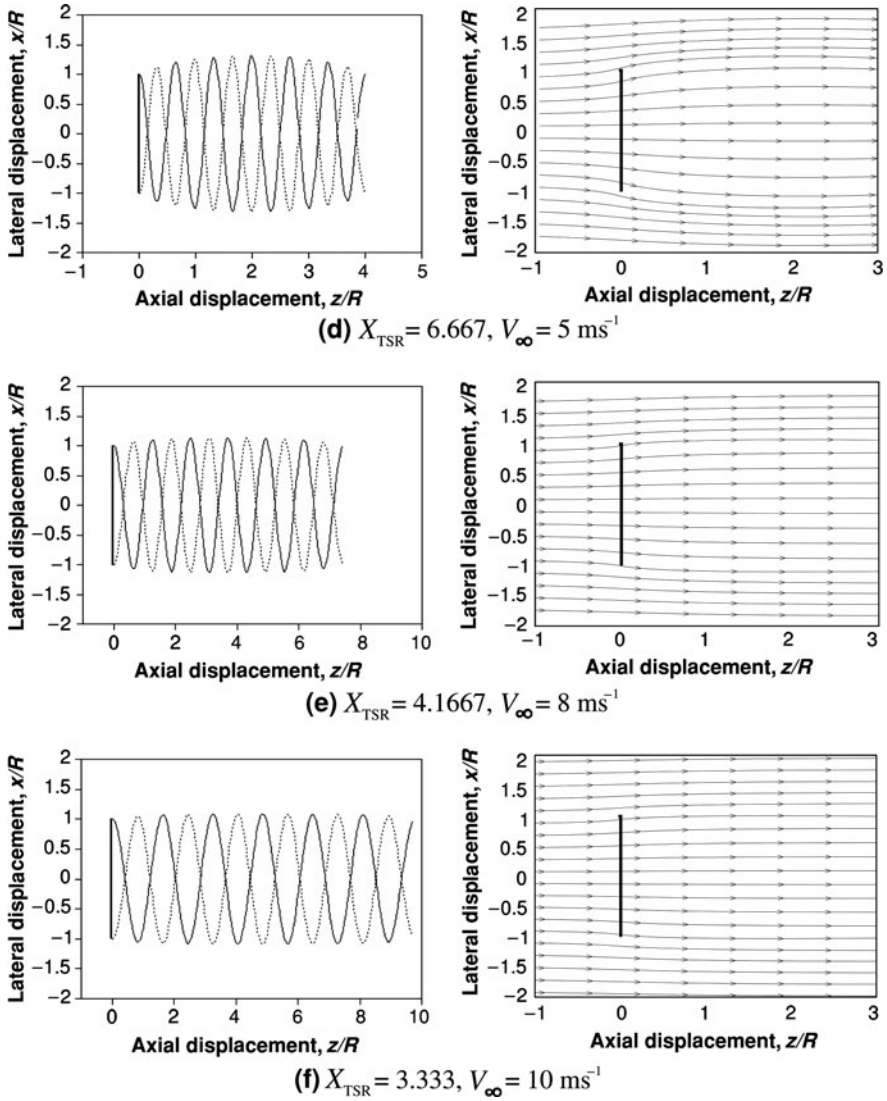 Lateral displacement, x/R
2
1.5
1
0.5
0
−0.5
−1
−1.5
−2
−1 0 1 2 3 4 5
Axial displacement, z/R
Lateral displacement, x/R
2
1.5
1
0.5
0
−0.5
−1
−1.5
−2
−1 0 1 2 3
Axial displacement, z/R
(d) X_TSR = 6.667, V_∞ = 5 ms⁻¹
Lateral displacement, x/R
2
1.5
1
0.5
0
−0.5
−1
−1.5
−2
0 2 4 6 8 10
Axial displacement, z/R
Lateral displacement, x/R
2
1.5
1
0.5
0
−0.5
−1
−1.5
−2
−1 0 1 2 3
Axial displacement, z/R
(e) X_TSR = 4.1667, V_∞ = 8 ms⁻¹
Lateral displacement, x/R
2
1.5
1
0.5
0
−0.5
−1
−1.5
−2
0 2 4 6 8 10
Axial displacement, z/R
Lateral displacement, x/R
2
1.5
1
0.5
0
−0.5
−1
−1.5
−2
−1 0 1 2 3
Axial displacement, z/R
(f) X_TSR = 3.333, V_∞ = 10 ms⁻¹